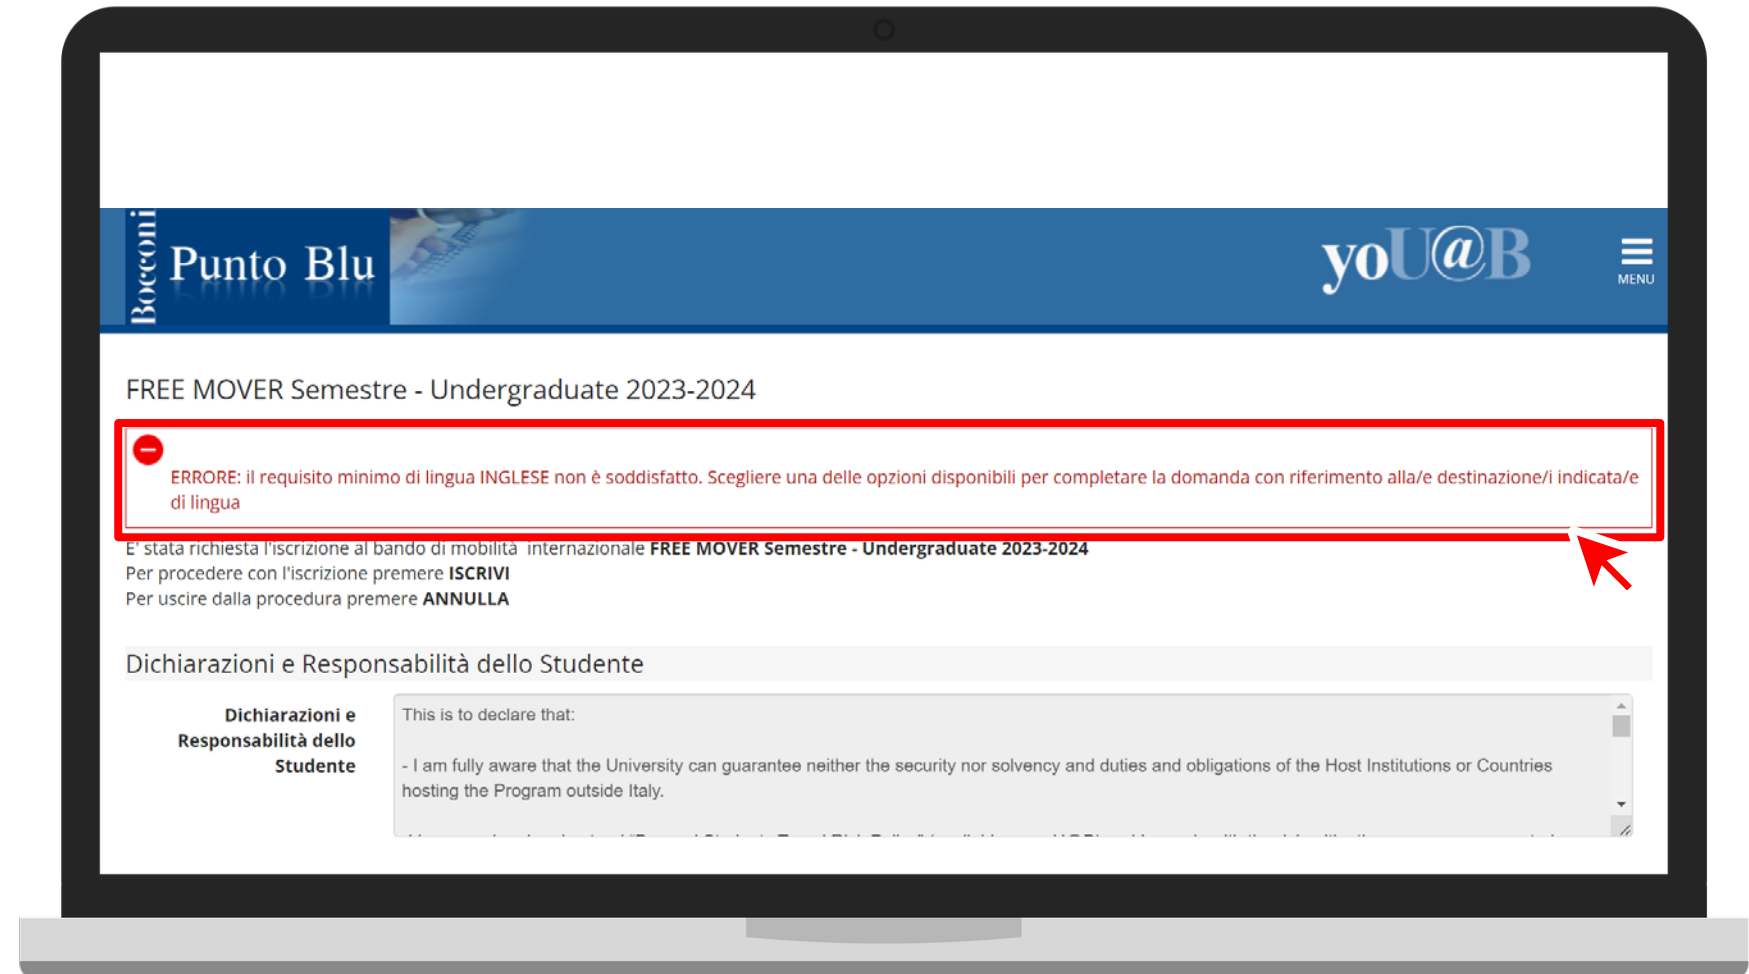 Bocconi
Punto Blu
yoU@B
MENU
FREE MOVER Semestre - Undergraduate 2023-2024
ERRORE: il requisito minimo di lingua INGLESE non è soddisfatto. Scegliere una delle opzioni disponibili per completare la domanda con riferimento alla/e destinazione/i indicata/e
di lingua
E' stata richiesta l'iscrizione al bando di mobilità internazionale FREE MOVER Semestre - Undergraduate 2023-2024
Per procedere con l'iscrizione premere ISCRIVI
Per uscire dalla procedura premere ANNULLA
Dichiarazioni e Responsabilità dello Studente
Dichiarazioni e
Responsabilità dello
Studente
This is to declare that:
- I am fully aware that the University can guarantee neither the security nor solvency and duties and obligations of the Host Institutions or Countries
hosting the Program outside Italy.